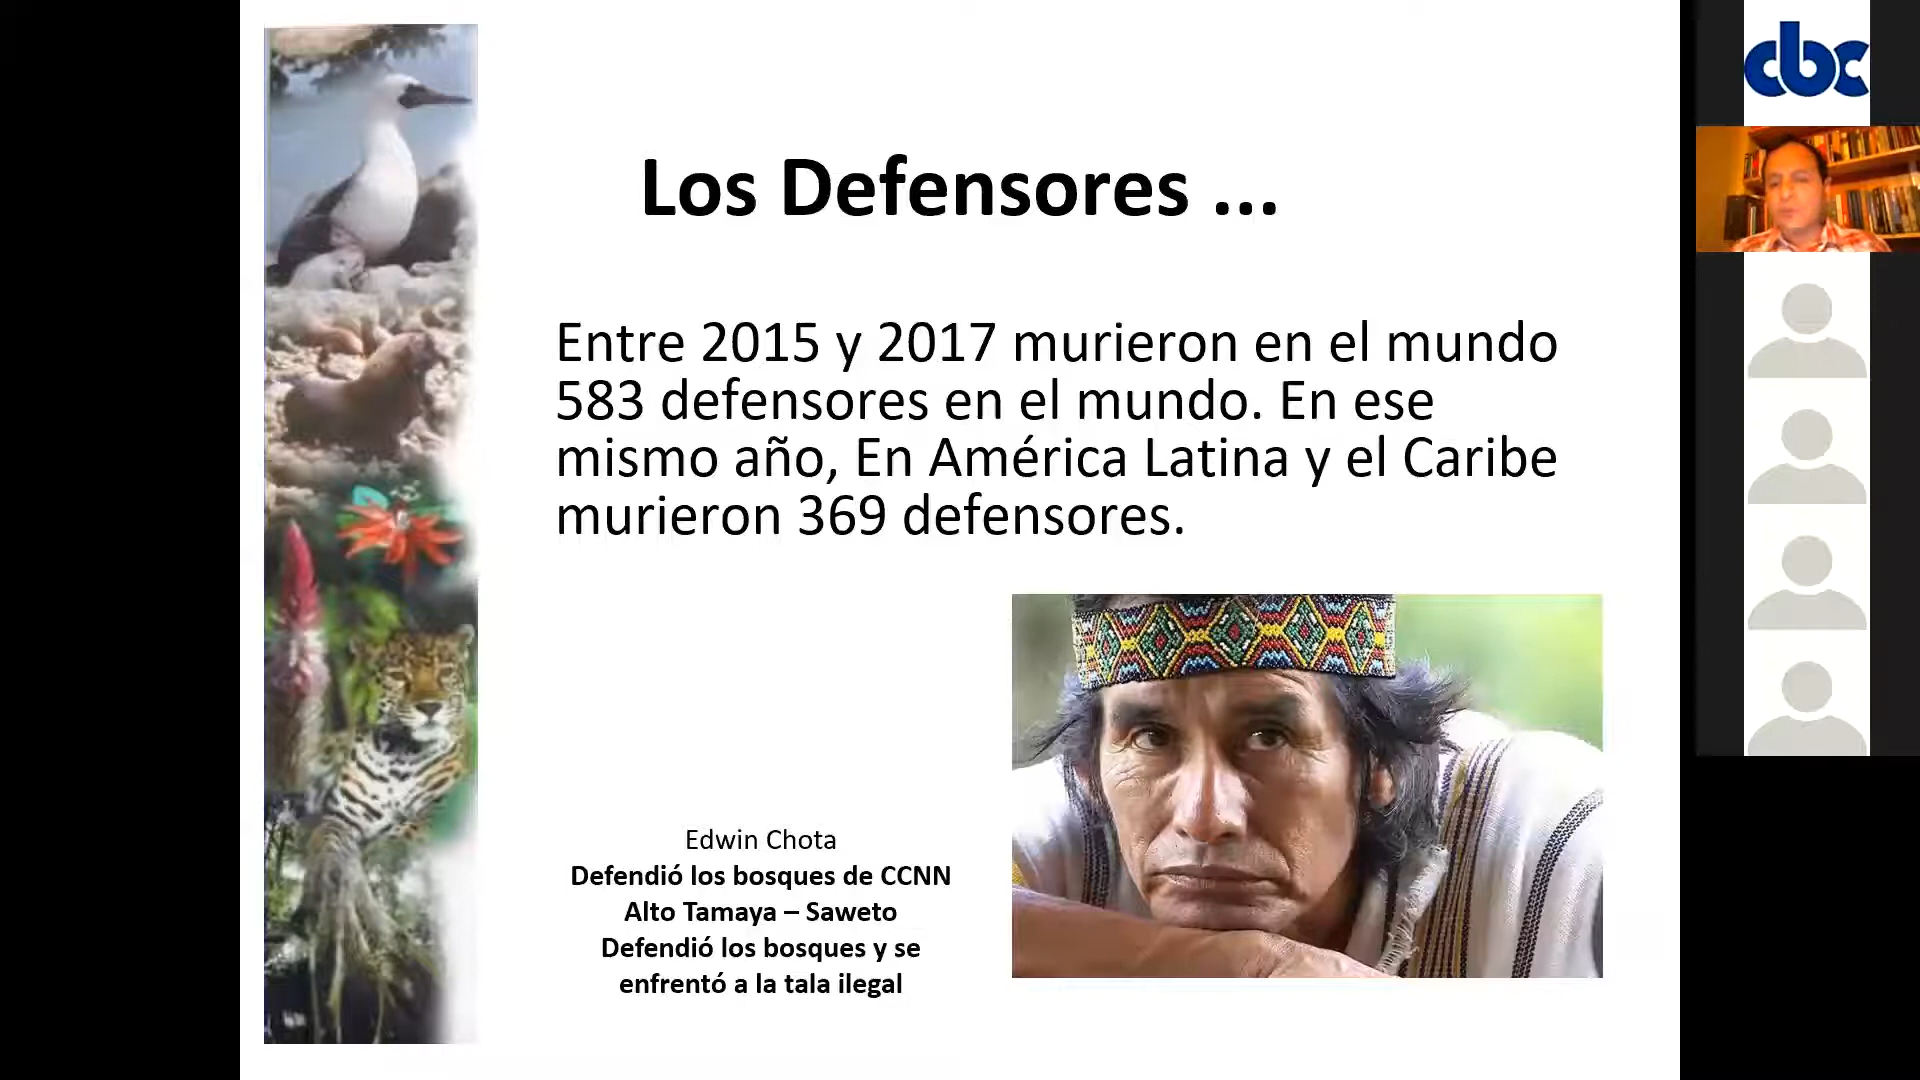 Los Defensores ...
Entre 2015 y 2017 murieron en el mundo
583 defensores en el mundo. En ese
mismo año, En América Latina y el Caribe
murieron 369 defensores.
Edwin Chota
Defendió los bosques de CCNN
Alto Tamaya – Saweto
Defendió los bosques y se
enfrentó a la tala ilegal
cbc